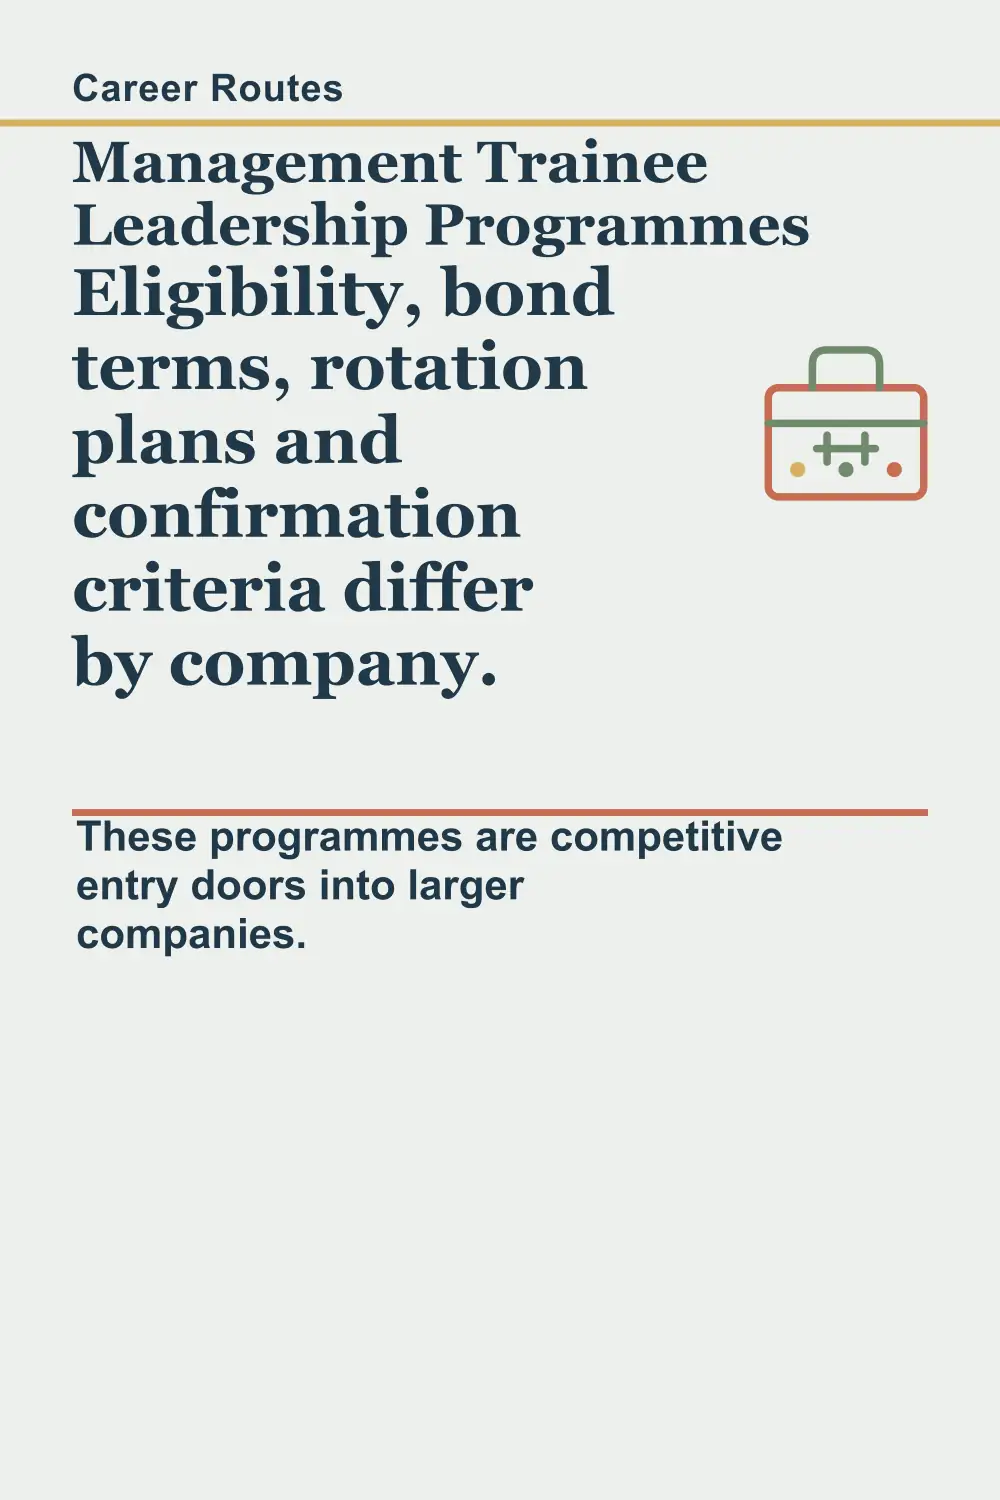 Career Routes
Management Trainee
Leadership Programmes
Eligibility, bond
terms, rotation
plans and
confirmation
criteria differ
by company.
These programmes are competitive
entry doors into larger
companies.